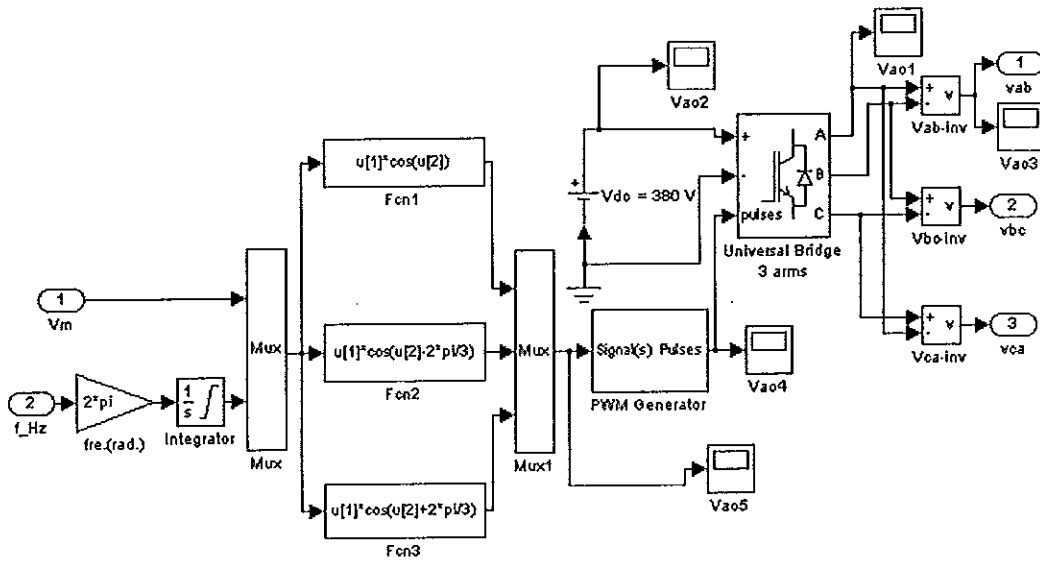 1
Vm
2
f_Hz
2*pi
fre.(rad.)
1
s
Integrator
Mux
Mux
u[1]*cos(u[2])
Fcn1
u[1]*cos(u[2]-2*pi/3)
Fcn2
u[1]*cos(u[2]+2*pi/3)
Fcn3
Mux
Mux1
Vao2
+
Vdo = 380 V
Signal(s) Pulses
PWM Generator
Vao4
Vao5
+
-
pulses
A
B
C
Universal Bridge
3 arms
Vao1
+
-
v
Vab-inv
1
vab
Vao3
+
-
v
Vbc-inv
2
vbc
+
-
v
Vca-inv
3
vca